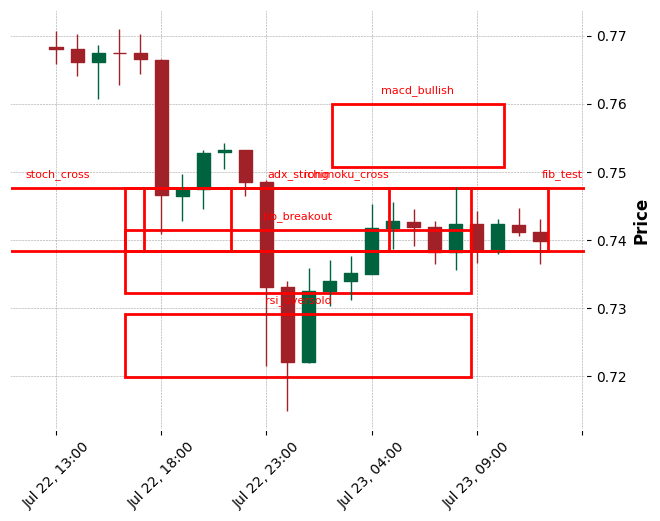 0.77
macd_bullish
0.76
stoch_cross
adx_strong
ichimoku_cross
fib_test
0.75
breakout
0.74
Price
0.73
0.72
Jul 22, 13:00
Jul 22, 18:00
Jul 22, 23:00
Jul 23, 04:00
Jul 23, 09:00